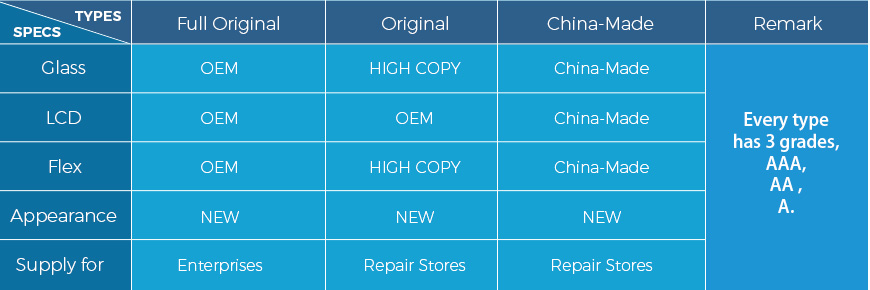 TYPES
SPECS
Full Original
Original
China-Made
Remark
Glass
OEM
HIGH COPY
China-Made
LCD
OEM
OEM
China-Made
Flex
OEM
HIGH COPY
China-Made
Appearance
NEW
NEW
NEW
Supply for
Enterprises
Repair Stores
Repair Stores
Every type
has 3 grades,
AAA,
AA ,
A.